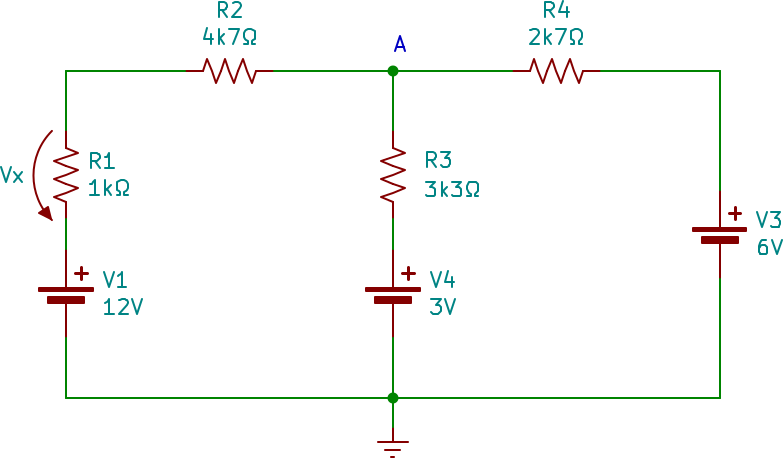 R2
4k7Ω
R4
2k7Ω
A
Vx
R1
1kΩ
R3
3k3Ω
+
V3
6V
+
V1
12V
+
V4
3V